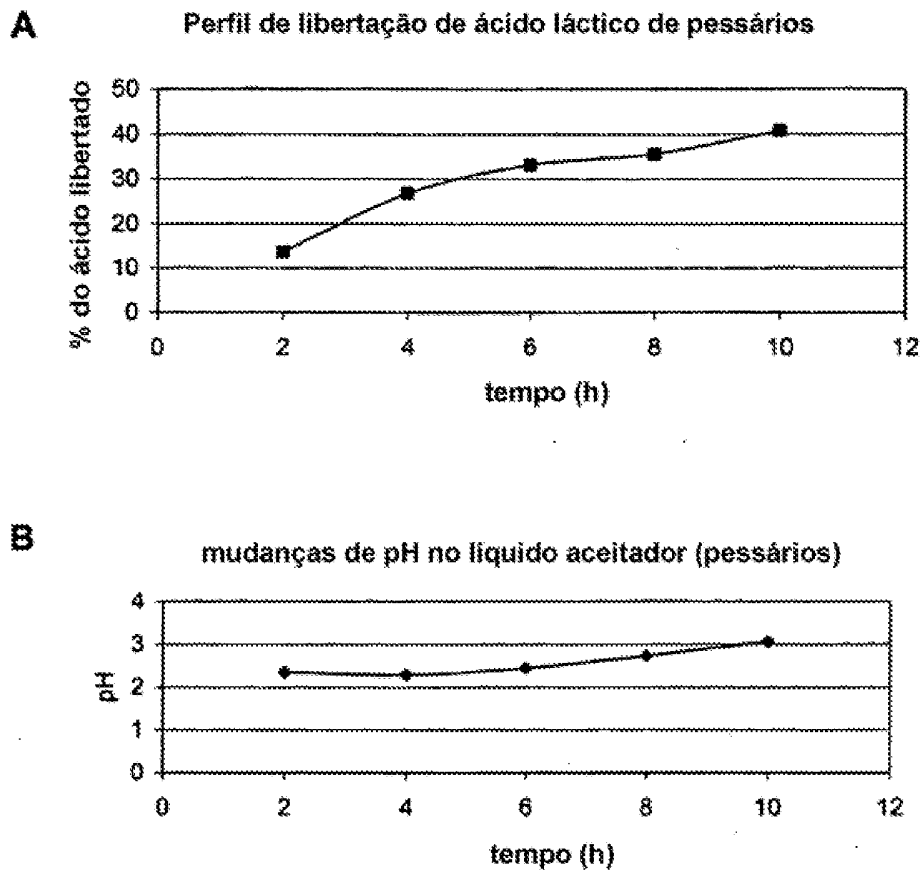 A
Perfil de libertação de ácido láctico de pessários
% do ácido libertado
50
40
30
20
10
0
0 2 4 6 8 10 12
tempo (h)
B
mudanças de pH no líquido aceitador (pessários)
pH
4
3
2
1
0
0 2 4 6 8 10 12
tempo (h)